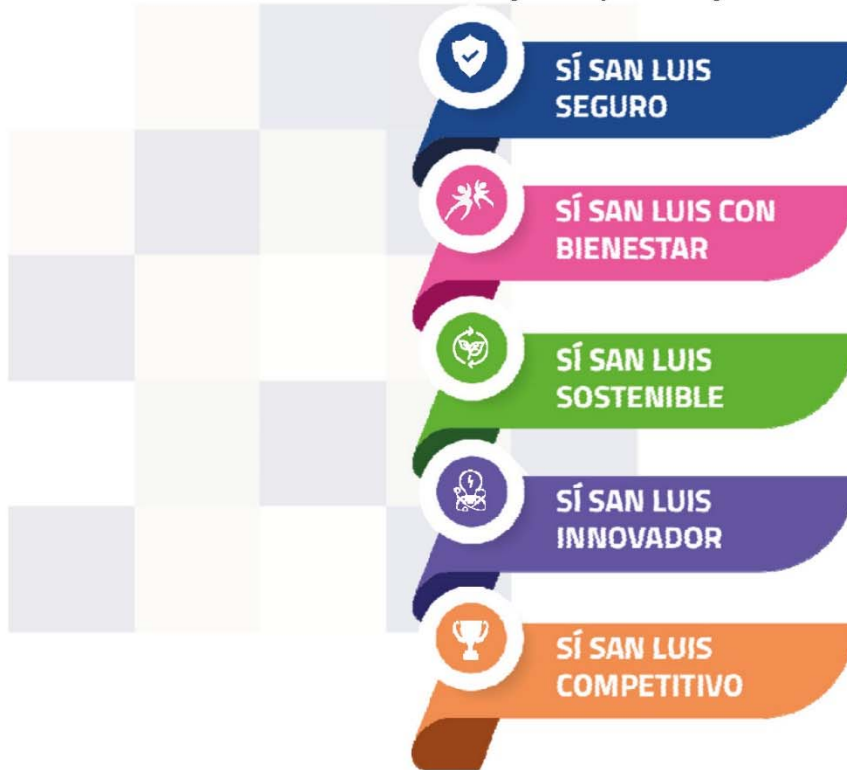 SÍ SAN LUIS
SEGURO
SÍ SAN LUIS CON
BIENESTAR
SÍ SAN LUIS
SOSTENIBLE
SÍ SAN LUIS
INNOVADOR
SÍ SAN LUIS
COMPETITIVO